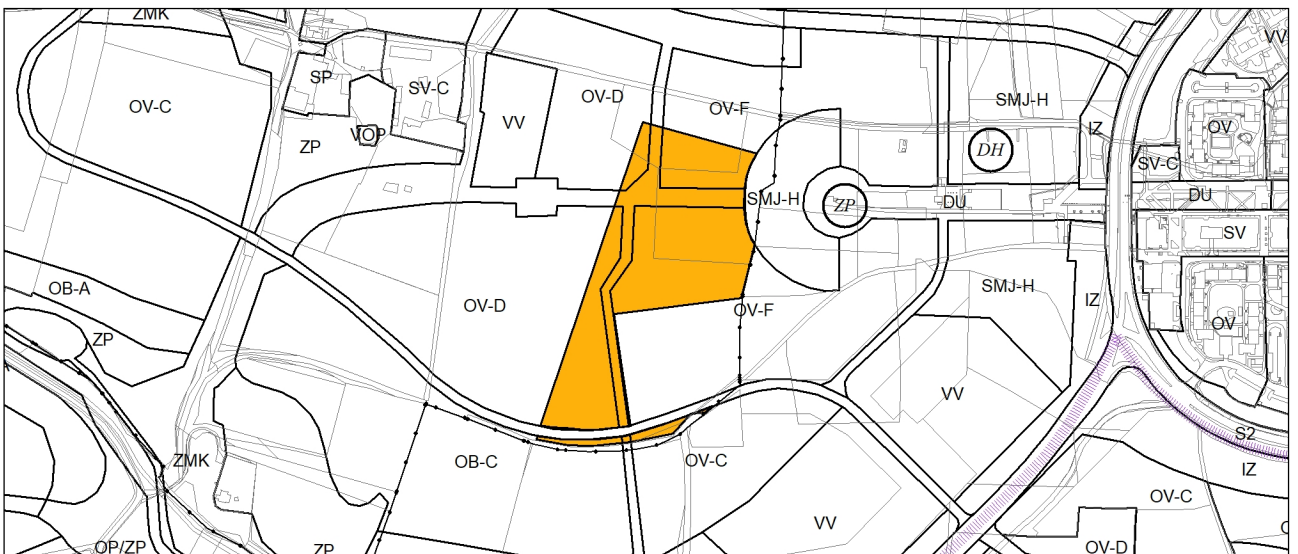 ZMK
SP
SV-C
OV-C
OV-D
OV-F
VV
VOP
ZP
SMJ-H
IZ
DH
OV
VV
SV-C
SMJ-H
ZP
DU
DU
SV
OB-A
OV-D
OV-F
SMJ-H
IZ
OV
ZP
VV
ZMK
OB-C
OV-C
S2
IZ
OV-C
VV
OP/ZP
ZP
OV-D